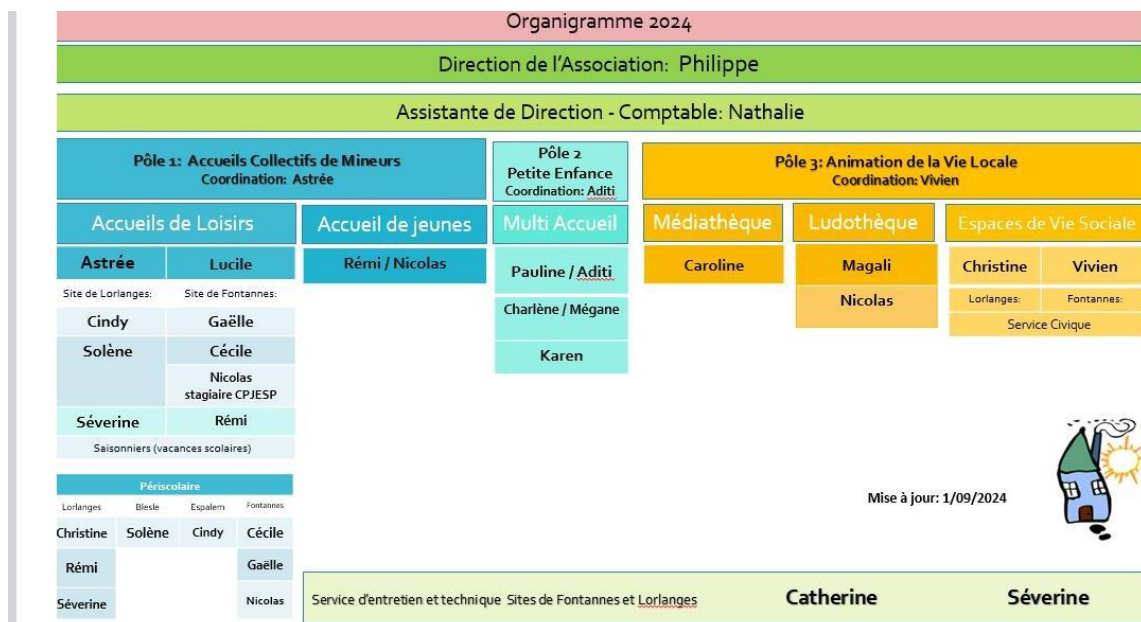 Organigramme 2024
Direction de l'Association: Philippe
Assistante de Direction - Comptable: Nathalie
Pôle 1: Accueils Collectifs de Mineurs
Coordination: Astrée
Pôle 2
Petite Enfance
Coordination: Aditi
Pôle 3: Animation de la Vie Locale
Coordination: Vivien
Accueils de Loisirs
Accueil de jeunes
Multi Accueil
Médiathèque
Ludothèque
Espaces de Vie Sociale
Astrée
Lucile
Site de Lorlanges:
Site de Fontannes:
Cindy
Gaëlle
Solène
Cécile
Nicolas
stagiaire CPJESP
Séverine
Rémi
Saisonniers (vacances scolaires)
Rémi / Nicolas
Pauline / Aditi
Charlène / Mégane
Karen
Caroline
Magali
Nicolas
Christine
Vivien
Lorlanges:
Fontannes:
Service Civique
Périscolaire
Lorlanges
Blesle
Espalem
Fontannes
Christine
Solène
Cindy
Cécile
Rémi
Gaëlle
Séverine
Nicolas
Mise à jour: 1/09/2024
Service d'entretien et technique Sites de Fontannes et Lorlanges
Catherine
Séverine